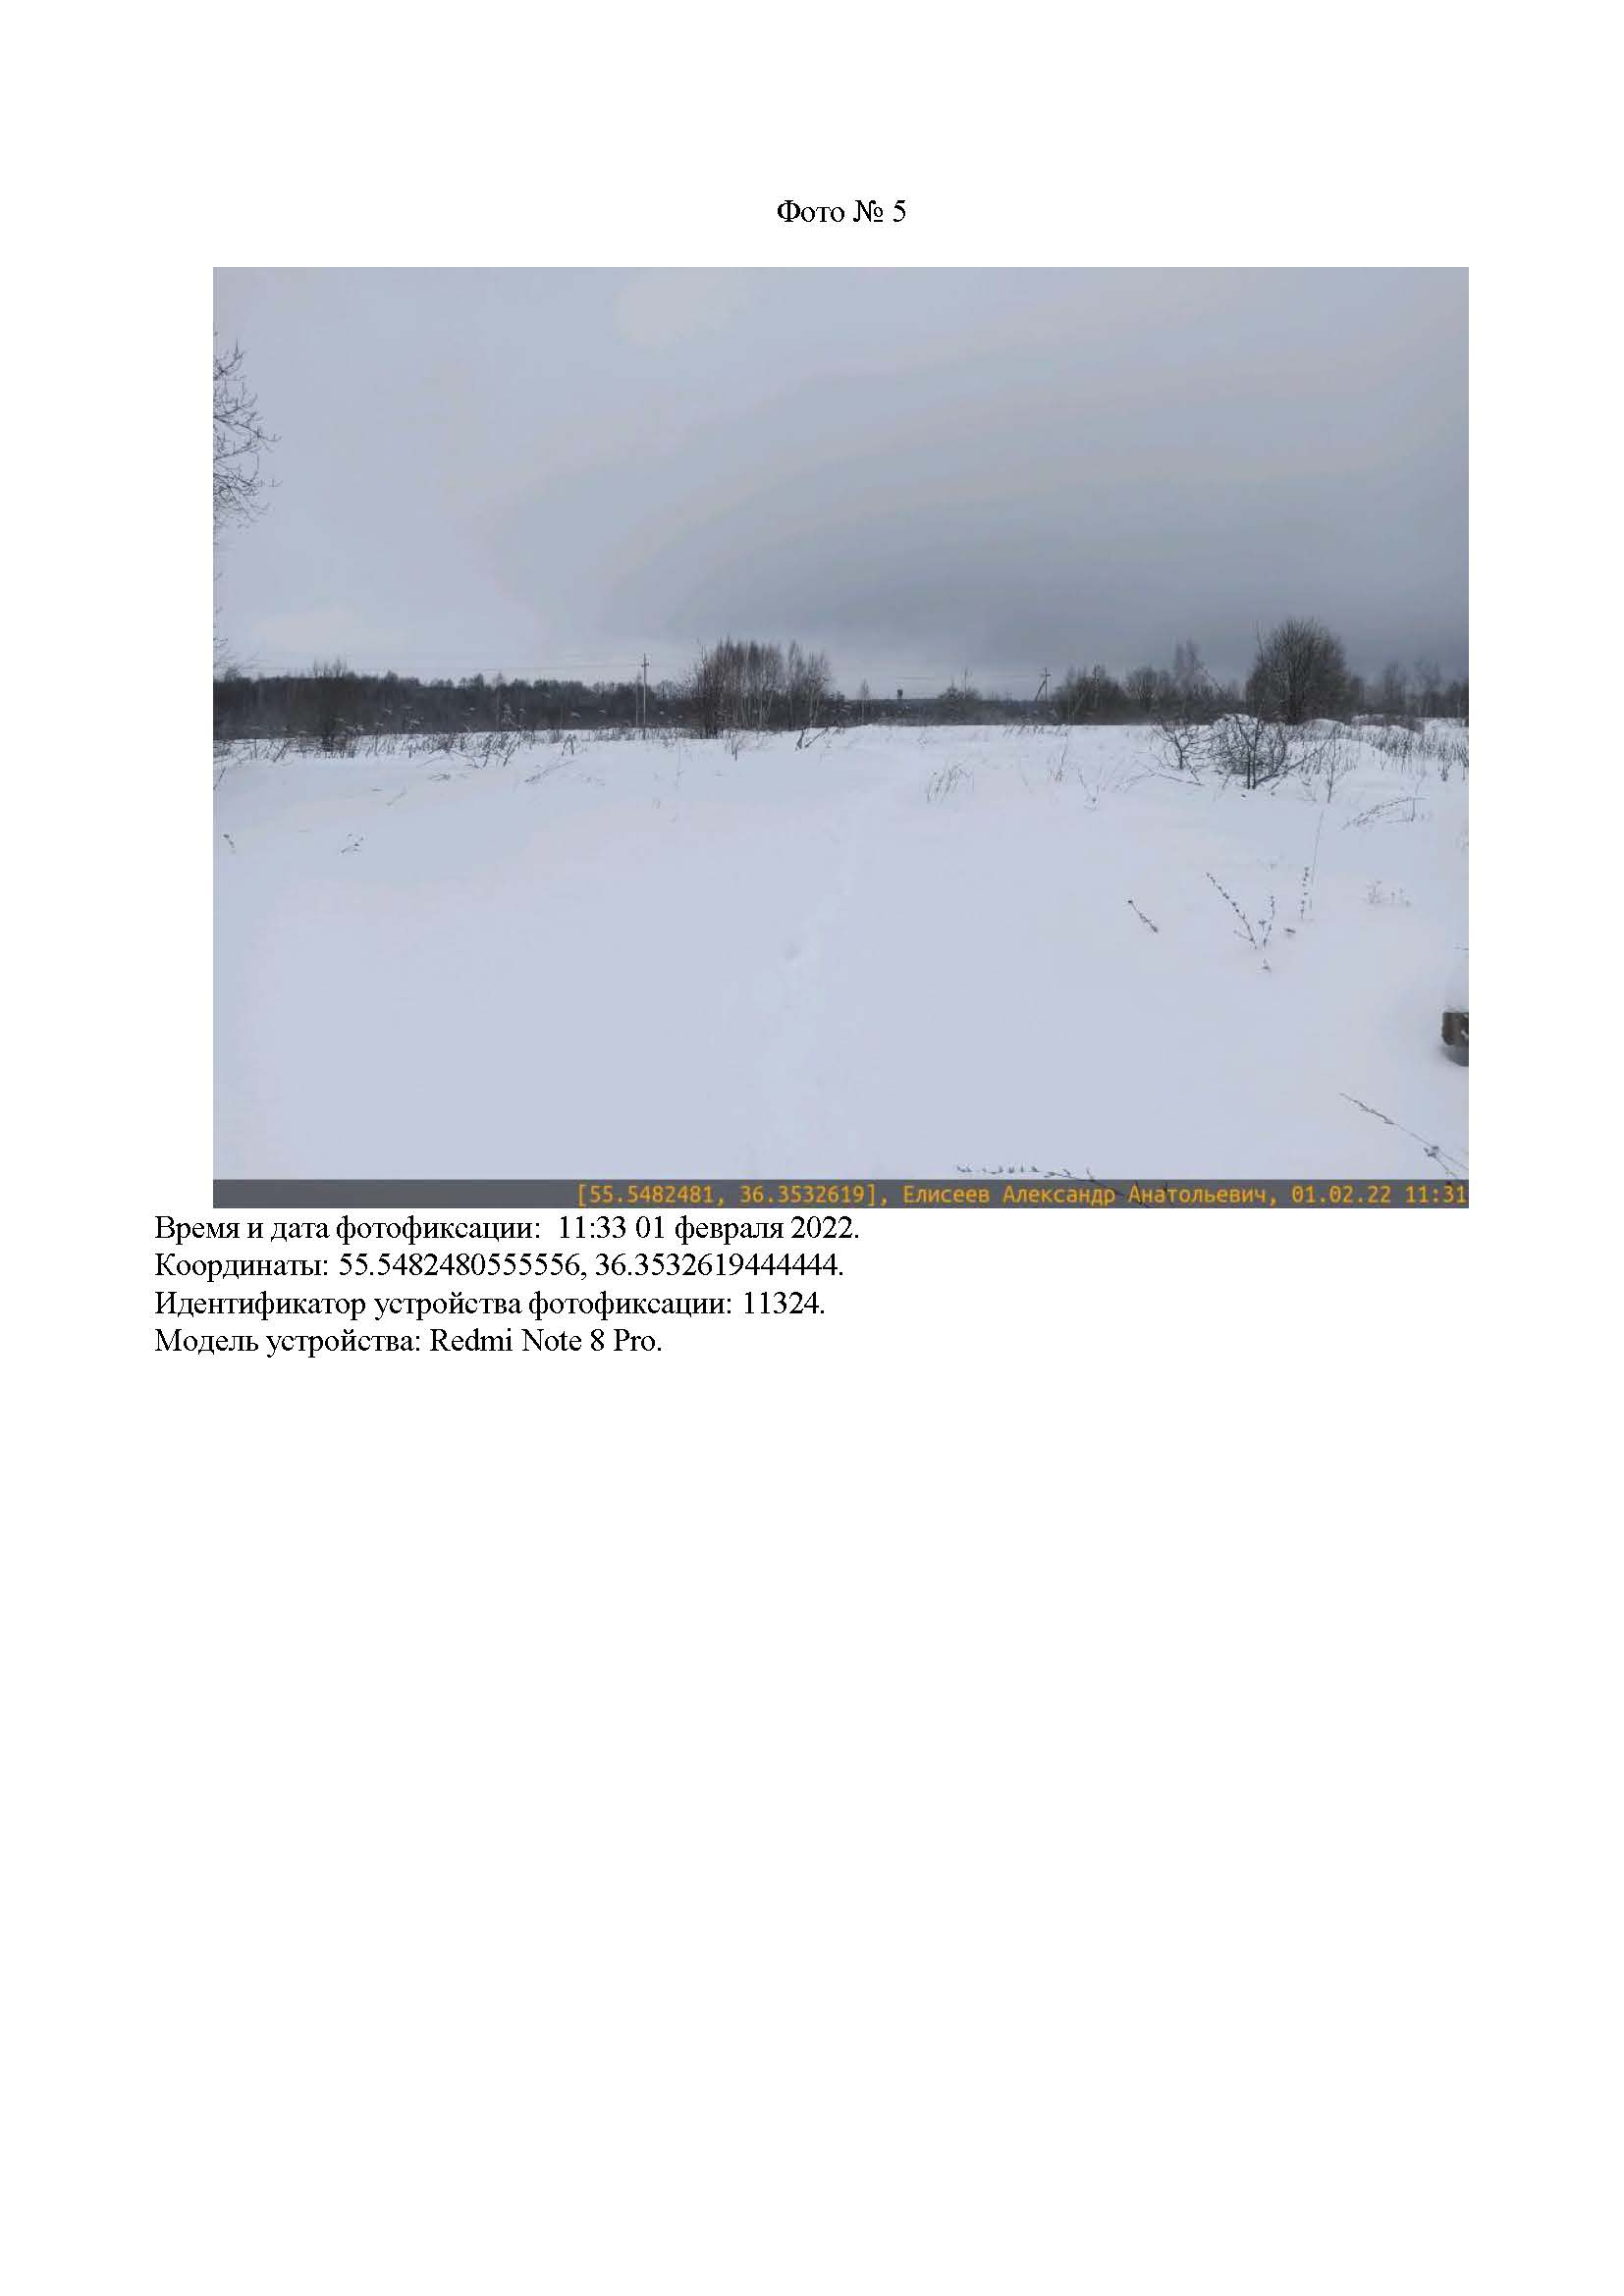 Фото № 5
[55.5482481, 36.3532619], Елисеев Александр Анатольевич, 01.02.22 11:31
Время и дата фотофиксации:  11:33 01 февраля 2022.
Координаты: 55.5482480555556, 36.3532619444444.
Идентификатор устройства фотофиксации: 11324.
Модель устройства: Redmi Note 8 Pro.